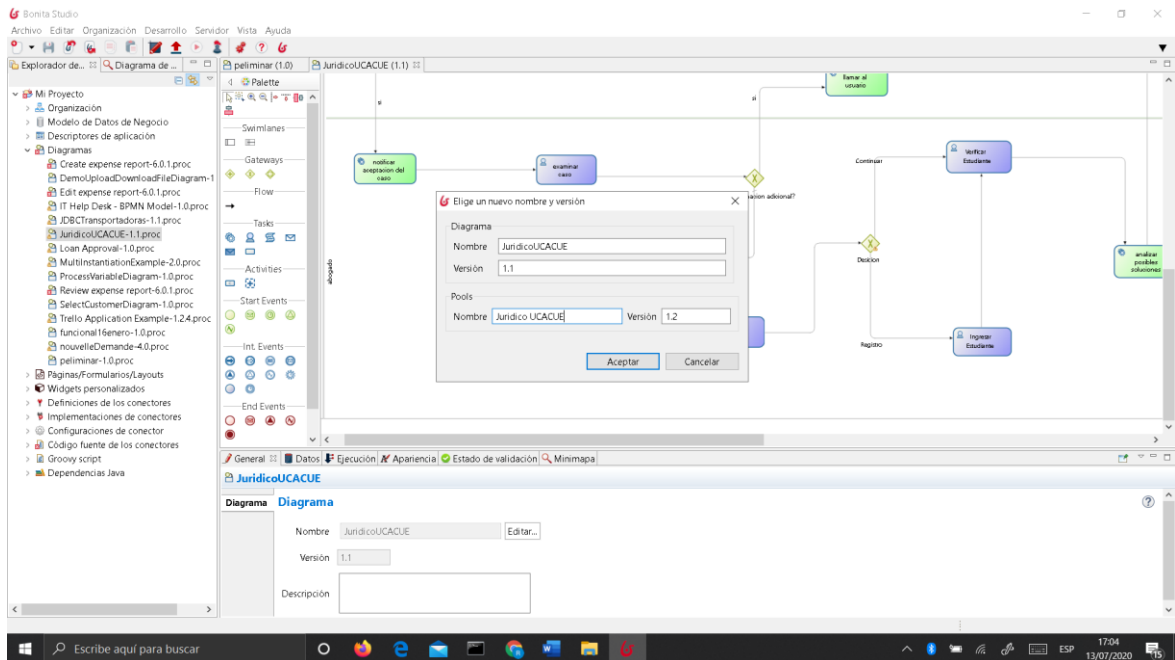 Bonita Studio
Archivo Editar Organización Desarrollo Servidor Vista Ayuda
Explorador de... Diagrama de ...
Mi Proyecto
Organización
Modelo de Datos de Negocio
Descriptores de aplicación
Diagramas
Create expense report-6.0.1.proc
DemoUploadDownloadFileDiagram-1
Edit expense report-6.0.1.proc
IT Help Desk - BPMN Model-1.0.proc
JDBCTransportadoras-1.1.proc
JuridicoUCACUE-1.1.proc
Loan Approval-1.0.proc
MultiInstantiationExample-2.0.proc
ProcessVariableDiagram-1.0.proc
Review expense report-6.0.1.proc
SelectCustomerDiagram-1.0.proc
Trello Application Example-1.2.4.proc
funcional16enero-1.0.proc
nouvelleDemande-4.0.proc
peliminar-1.0.proc
Páginas/Formularios/Layouts
Widgets personalizados
Definiciones de los conectores
Implementaciones de conectores
Configuraciones de conector
Código fuente de los conectores
Groovy script
Dependencias Java
peliminar (1.0) JuridicoUCACUE (1.1)
Palette
Swimlanes
Gateways
Flow
Tasks
Activities
Start Events
Int. Events
End Events
si
si
llamar al
usuario
abogado
notificar
aceptacion del
caso
examinar
caso
acion adicional?
Continuar
Verificar
Estudiante
Desicion
Registro
Ingresar
Estudiante
analizar
posibles
soluciones
Elige un nuevo nombre y versión
Diagrama
Nombre JuridicoUCACUE
Versión 1.1
Pools
Nombre Juridico UCACUE Versión 1.2
Aceptar Cancelar
General Datos Ejecución Apariencia Estado de validación Minimapa
JuridicoUCACUE
Diagrama Diagrama
Nombre JuridicoUCACUE Editar...
Versión 1.1
Descripción
Escribe aquí para buscar
ESP
17:04
13/07/2020
15